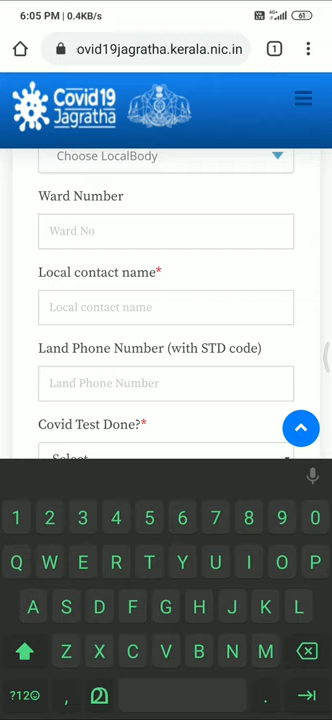 6:05 PM | 0.4KB/s
61
ovid19jagratha.kerala.nic.in
1
Covid19
Jagratha
Choose LocalBody
Ward Number
Ward No
Local contact name*
Local contact name
Land Phone Number (with STD code)
Land Phone Number
Covid Test Done?*
Select
1 2 3 4 5 6 7 8 9 0
Q W E R T Y U I O P
A S D F G H J K L
Z X C V B N M
?12☺ , മ .